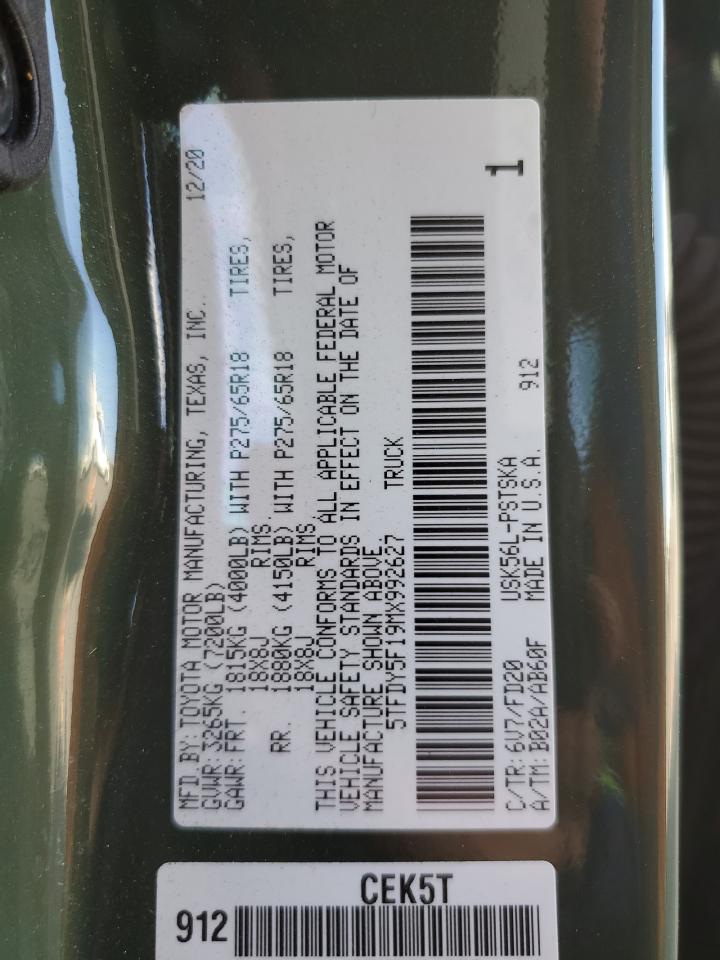 MFD.BY:TOYOTA MOTOR MANUFACTURING, TEXAS, INC. 12/20
GVWR:3265KG (7200LB)
GAWR:FRT. 1815KG (4000LB) WITH P275/65R18 TIRES,
18X8J RIMS
RR. 1880KG (4150LB) WITH P275/65R18 TIRES,
18X8J RIMS
THIS VEHICLE CONFORMS TO ALL APPLICABLE FEDERAL MOTOR
VEHICLE SAFETY STANDARDS IN EFFECT ON THE DATE OF
MANUFACTURE SHOWN ABOVE.
5TFDY5F19MX992627 TRUCK
C/TR:6V7/FD20 USK56L-PSTSKA 912
A/TM:B02A/AB60F MADE IN U.S.A.
1
CEK5T
912